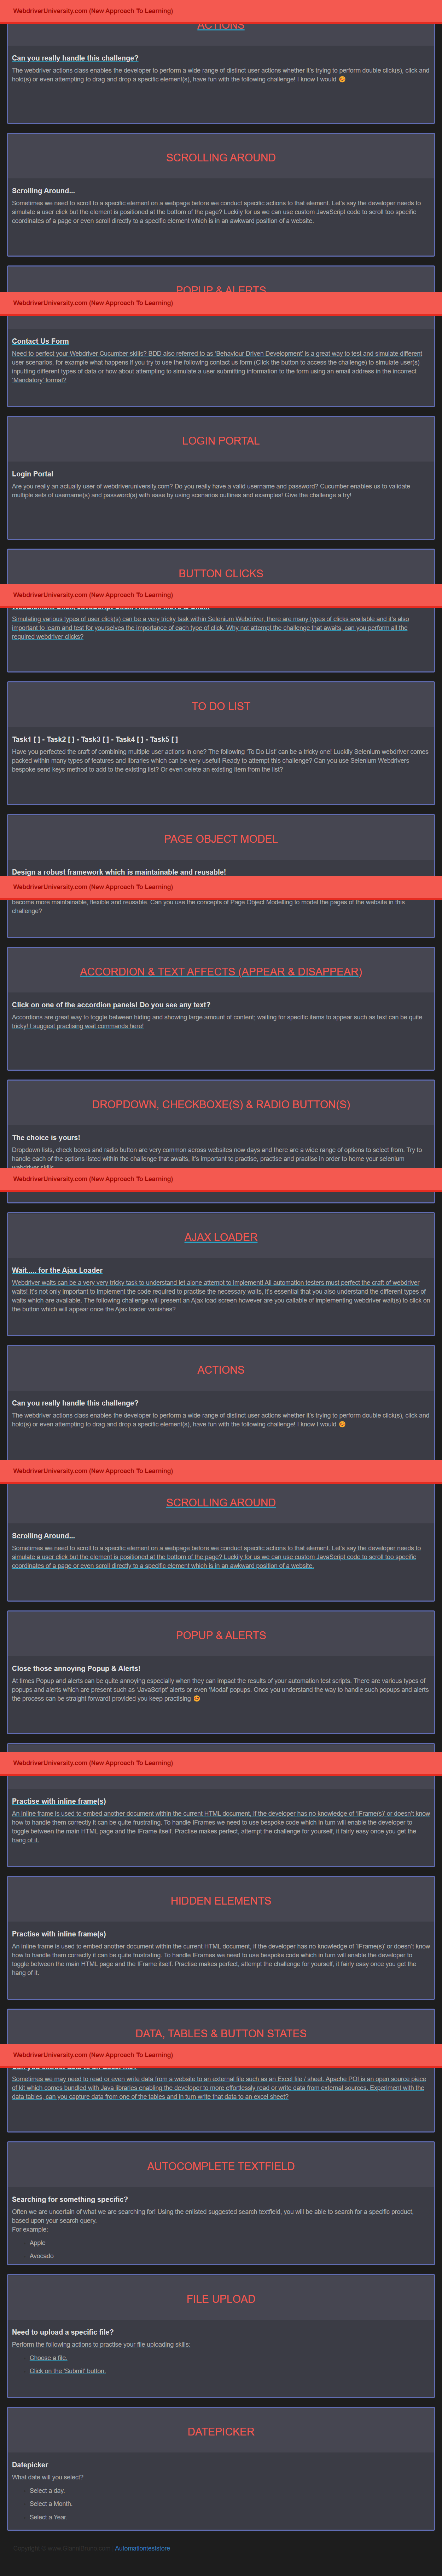 WebdriverUniversity.com (New Approach To Learning)
ACTIONS
Can you really handle this challenge?
The webdriver actions class enables the developer to perform a wide range of distinct user actions whether it's trying to perform double click(s), click and
hold(s) or even attempting to drag and drop a specific element(s), have fun with the following challenge! I know I would 😊
SCROLLING AROUND
Scrolling Around...
Sometimes we need to scroll to a specific element on a webpage before we conduct specific actions to that element. Let's say the developer needs to
simulate a user click but the element is positioned at the bottom of the page? Luckily for us we can use custom JavaScript code to scroll too specific
coordinates of a page or even scroll directly to a specific element which is in an awkward position of a website.
POPUP & ALERTS
WebdriverUniversity.com (New Approach To Learning)
Contact Us Form
Need to perfect your Webdriver Cucumber skills? BDD also referred to as 'Behaviour Driven Development' is a great way to test and simulate different
user scenarios, for example what happens if you try to use the following contact us form (Click the button to access the challenge) to simulate user(s)
inputting different types of data or how about attempting to simulate a user submitting information to the form using an email address in the incorrect
'Mandatory' format?
LOGIN PORTAL
Login Portal
Are you really an actually user of webdriveruniversity.com? Do you really have a valid username and password? Cucumber enables us to validate
multiple sets of username(s) and password(s) with ease by using scenarios outlines and examples! Give the challenge a try!
BUTTON CLICKS
WebdriverUniversity.com (New Approach To Learning)
Simulating various types of user click(s) can be a very tricky task within Selenium Webdriver, there are many types of clicks available and it's also
important to learn and test for yourselves the importance of each type of click. Why not attempt the challenge that awaits, can you perform all the
required webdriver clicks?
TO DO LIST
Task1 [ ] - Task2 [ ] - Task3 [ ] - Task4 [ ] - Task5 [ ]
Have you perfected the craft of combining multiple user actions in one? The following 'To Do List' can be a tricky one! Luckily Selenium webdriver comes
packed within many types of features and libraries which can be very useful! Ready to attempt this challenge? Can you use Selenium Webdrivers
bespoke send keys method to add to the existing list? Or even delete an existing item from the list?
PAGE OBJECT MODEL
Design a robust framework which is maintainable and reusable!
WebdriverUniversity.com (New Approach To Learning)
become more maintainable, flexible and reusable. Can you use the concepts of Page Object Modelling to model the pages of the website in this
challenge?
ACCORDION & TEXT AFFECTS (APPEAR & DISAPPEAR)
Click on one of the accordion panels! Do you see any text?
Accordions are great way to toggle between hiding and showing large amount of content; waiting for specific items to appear such as text can be quite
tricky! I suggest practising wait commands here!
DROPDOWN, CHECKBOXE(S) & RADIO BUTTON(S)
The choice is yours!
Dropdown lists, check boxes and radio button are very common across websites now days and there are a wide range of options to select from. Try to
handle each of the options listed within the challenge that awaits, it's important to practise, practise and practise in order to home your selenium
webdriver skills
WebdriverUniversity.com (New Approach To Learning)
AJAX LOADER
Wait..... for the Ajax Loader
Webdriver waits can be a very very tricky task to understand let alone attempt to implement! All automation testers must perfect the craft of webdriver
waits! It's not only important to implement the code required to practise the necessary waits, it's essential that you also understand the different types of
waits which are available. The following challenge will present an Ajax load screen however are you callable of implementing webdriver wait(s) to click on
the button which will appear once the Ajax loader vanishes?
ACTIONS
Can you really handle this challenge?
The webdriver actions class enables the developer to perform a wide range of distinct user actions whether it's trying to perform double click(s), click and
hold(s) or even attempting to drag and drop a specific element(s), have fun with the following challenge! I know I would 😊
WebdriverUniversity.com (New Approach To Learning)
SCROLLING AROUND
Scrolling Around...
Sometimes we need to scroll to a specific element on a webpage before we conduct specific actions to that element. Let's say the developer needs to
simulate a user click but the element is positioned at the bottom of the page? Luckily for us we can use custom JavaScript code to scroll too specific
coordinates of a page or even scroll directly to a specific element which is in an awkward position of a website.
POPUP & ALERTS
Close those annoying Popup & Alerts!
At times Popup and alerts can be quite annoying especially when they can impact the results of your automation test scripts. There are various types of
popups and alerts which are present such as 'JavaScript' alerts or even 'Modal' popups. Once you understand the way to handle such popups and alerts
the process can be straight forward! provided you keep practising 😊
WebdriverUniversity.com (New Approach To Learning)
Practise with inline frame(s)
An inline frame is used to embed another document within the current HTML document, if the developer has no knowledge of 'IFrame(s)' or doesn't know
how to handle them correctly it can be quite frustrating. To handle IFrames we need to use bespoke code which in turn will enable the developer to
toggle between the main HTML page and the IFrame itself. Practise makes perfect, attempt the challenge for yourself, it fairly easy once you get the
hang of it.
HIDDEN ELEMENTS
Practise with inline frame(s)
An inline frame is used to embed another document within the current HTML document, if the developer has no knowledge of 'IFrame(s)' or doesn't know
how to handle them correctly it can be quite frustrating. To handle IFrames we need to use bespoke code which in turn will enable the developer to
toggle between the main HTML page and the IFrame itself. Practise makes perfect, attempt the challenge for yourself, it fairly easy once you get the
hang of it.
DATA, TABLES & BUTTON STATES
WebdriverUniversity.com (New Approach To Learning)
Sometimes we may need to read or even write data from a website to an external file such as an Excel file / sheet. Apache POI is an open source piece
of kit which comes bundled with Java libraries enabling the developer to more effortlessly read or write data from external sources. Experiment with the
data tables, can you capture data from one of the tables and in turn write that data to an excel sheet?
AUTOCOMPLETE TEXTFIELD
Searching for something specific?
Often we are uncertain of what we are searching for! Using the enlisted suggested search textfield, you will be able to search for a specific product,
based upon your search query.
For example:
Apple
Avocado
FILE UPLOAD
Need to upload a specific file?
Perform the following actions to practise your file uploading skills:
Choose a file.
Click on the 'Submit' button.
DATEPICKER
Datepicker
What date will you select?
Select a day.
Select a Month.
Select a Year.
Automationteststore